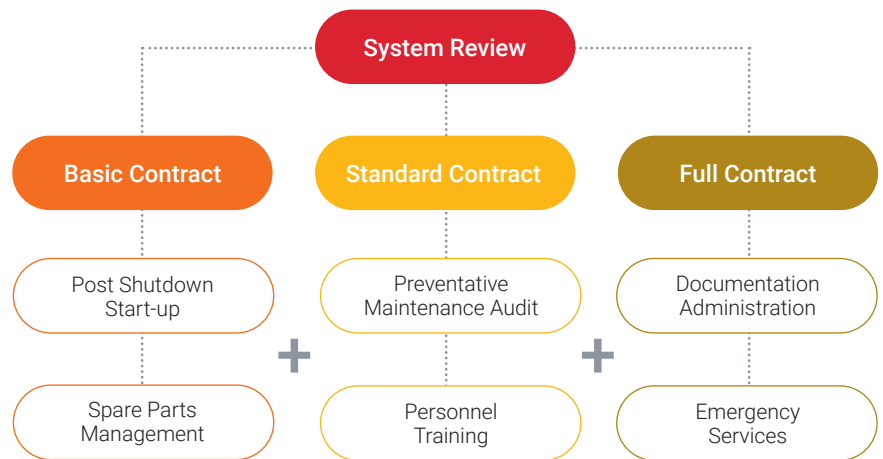 System Review
Basic Contract
Standard Contract
Full Contract
Post Shutdown
Start-up
Preventative
Maintenance Audit
Documentation
Administration
+
+
Spare Parts
Management
Personnel
Training
Emergency
Services